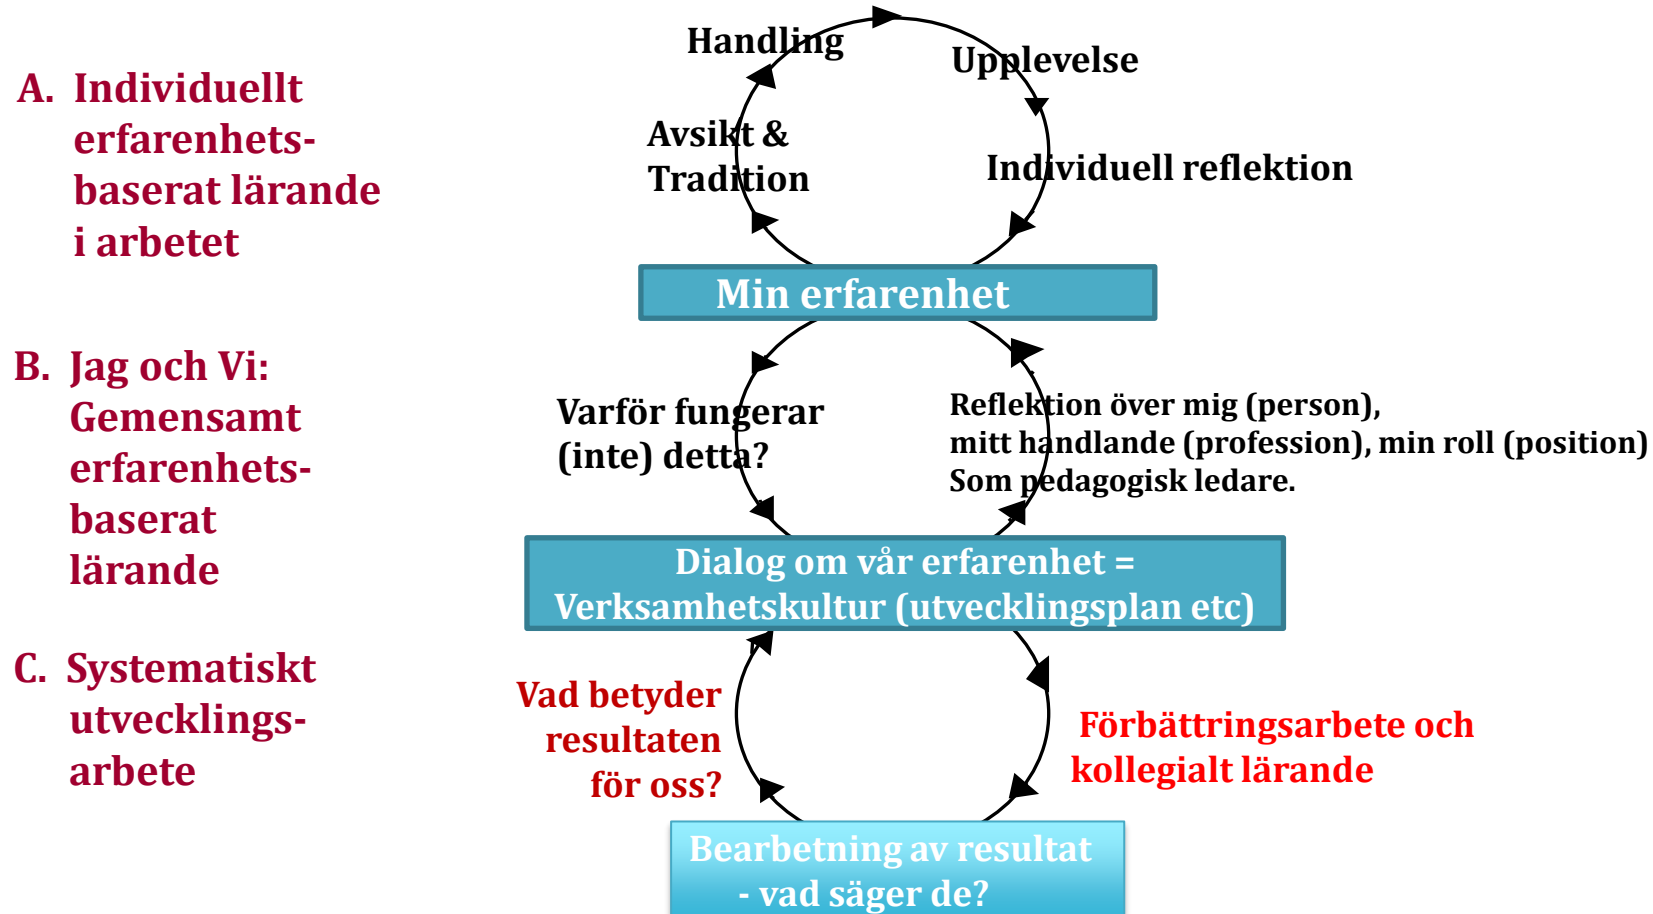 A. Individuellt
erfarenhets-
baserat lärande
i arbetet
Handling
Upplevelse
Avsikt &
Tradition
Individuell reflektion
Min erfarenhet
B. Jag och Vi:
Gemensamt
erfarenhets-
baserat
lärande
Varför fungerar
(inte) detta?
Reflektion över mig (person),
mitt handlande (profession), min roll (position)
Som pedagogisk ledare.
Dialog om vår erfarenhet =
Verksamhetskultur (utvecklingsplan etc)
C. Systematiskt
utvecklings-
arbete
Vad betyder
resultaten
för oss?
Förbättringsarbete och
kollegialt lärande
Bearbetning av resultat
- vad säger de?